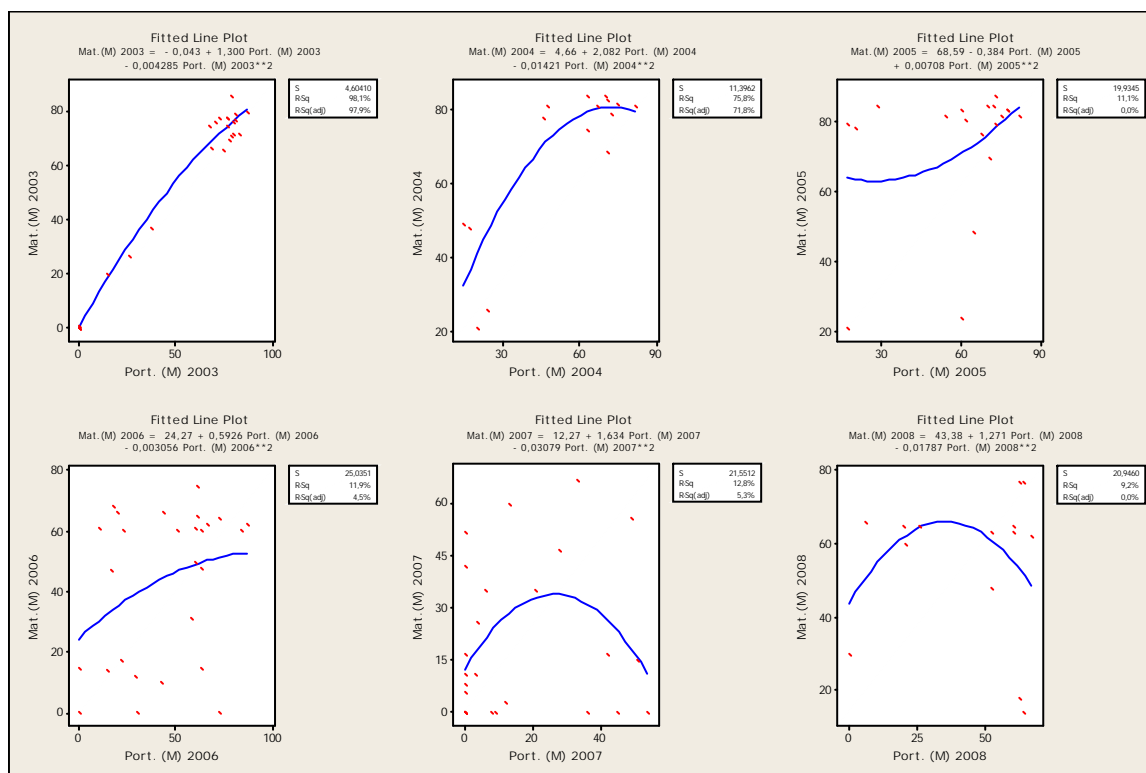 Fitted Line Plot
Mat.(M) 2003 = - 0,043 + 1,300 Port. (M) 2003
- 0,004285 Port. (M) 2003**2
S 4,60410
R-Sq 98,1%
R-Sq(adj) 97,9%
Mat.(M) 2003
80
60
40
20
0
0 50 100
Port. (M) 2003
Fitted Line Plot
Mat.(M) 2004 = 4,66 + 2,082 Port. (M) 2004
- 0,01421 Port. (M) 2004**2
S 11,3962
R-Sq 75,8%
R-Sq(adj) 71,8%
Mat.(M) 2004
80
60
40
20
30 60 90
Port. (M) 2004
Fitted Line Plot
Mat.(M) 2005 = 68,59 - 0,384 Port. (M) 2005
+ 0,00708 Port. (M) 2005**2
S 19,9345
R-Sq 11,1%
R-Sq(adj) 0,0%
Mat.(M) 2005
80
60
40
20
30 60 90
Port. (M) 2005
Fitted Line Plot
Mat.(M) 2006 = 24,27 + 0,5926 Port. (M) 2006
- 0,003056 Port. (M) 2006**2
S 25,0351
R-Sq 11,9%
R-Sq(adj) 4,5%
Mat.(M) 2006
80
60
40
20
0
0 50 100
Port. (M) 2006
Fitted Line Plot
Mat.(M) 2007 = 12,27 + 1,634 Port. (M) 2007
- 0,03079 Port. (M) 2007**2
S 21,5512
R-Sq 12,8%
R-Sq(adj) 5,3%
Mat.(M) 2007
60
45
30
15
0
0 20 40
Port. (M) 2007
Fitted Line Plot
Mat.(M) 2008 = 43,38 + 1,271 Port. (M) 2008
- 0,01787 Port. (M) 2008**2
S 20,9460
R-Sq 9,2%
R-Sq(adj) 0,0%
Mat.(M) 2008
80
60
40
20
0 25 50
Port. (M) 2008